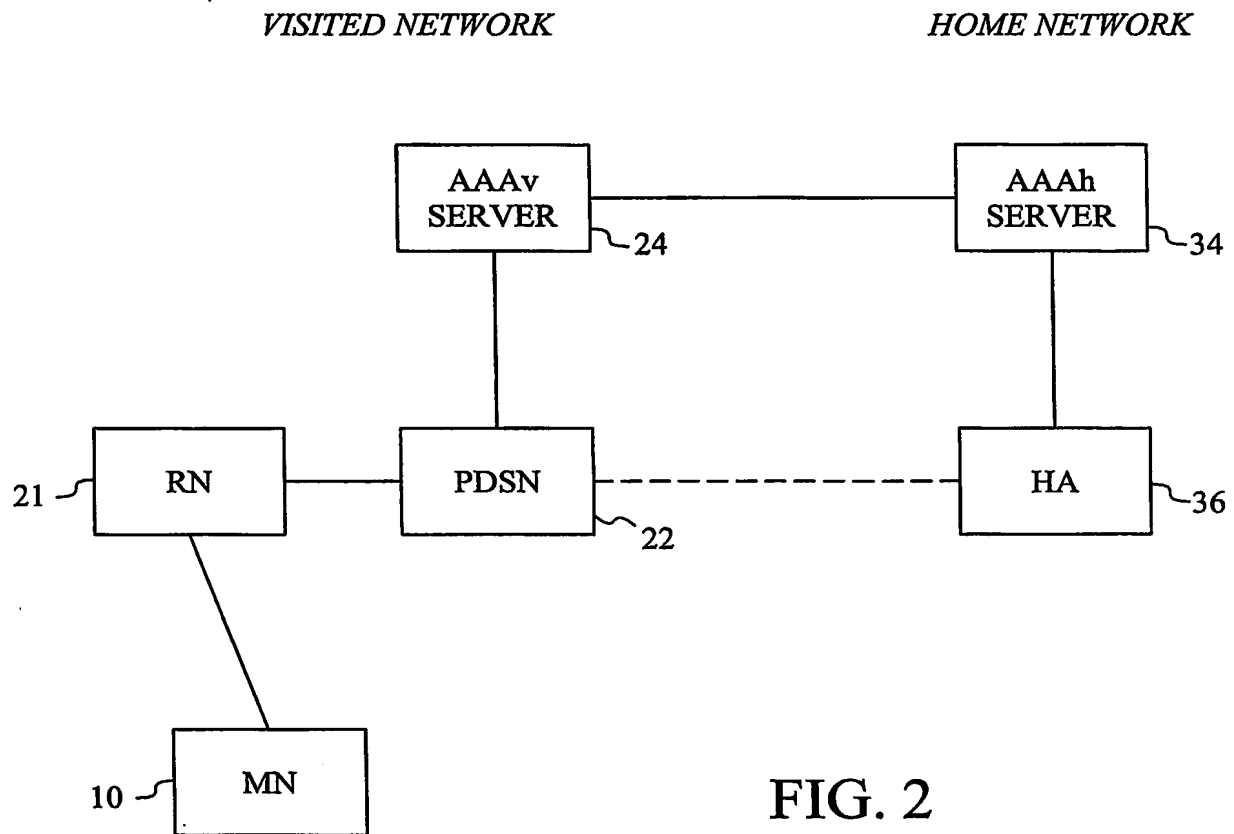 VISITED NETWORK
HOME NETWORK
AAAv
SERVER
24
AAAh
SERVER
34
21
RN
PDSN
22
HA
36
10
MN
FIG. 2